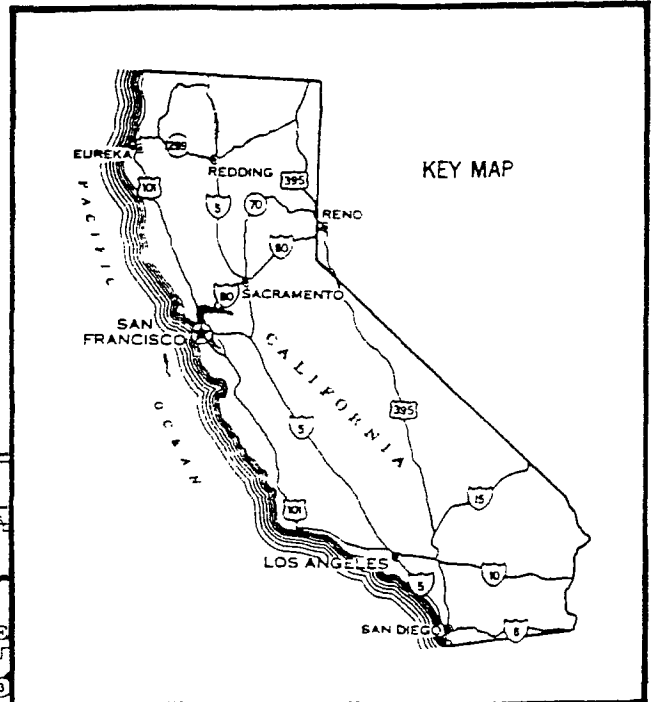 KEY MAP
EUREKA
299
REDDING
101
5
70
395
RENO
80
PACIFIC
80
SACRAMENTO
SAN
FRANCISCO
CALIFORNIA
OCEAN
395
5
15
101
LOS ANGELES
5
10
SAN DIEGO
8